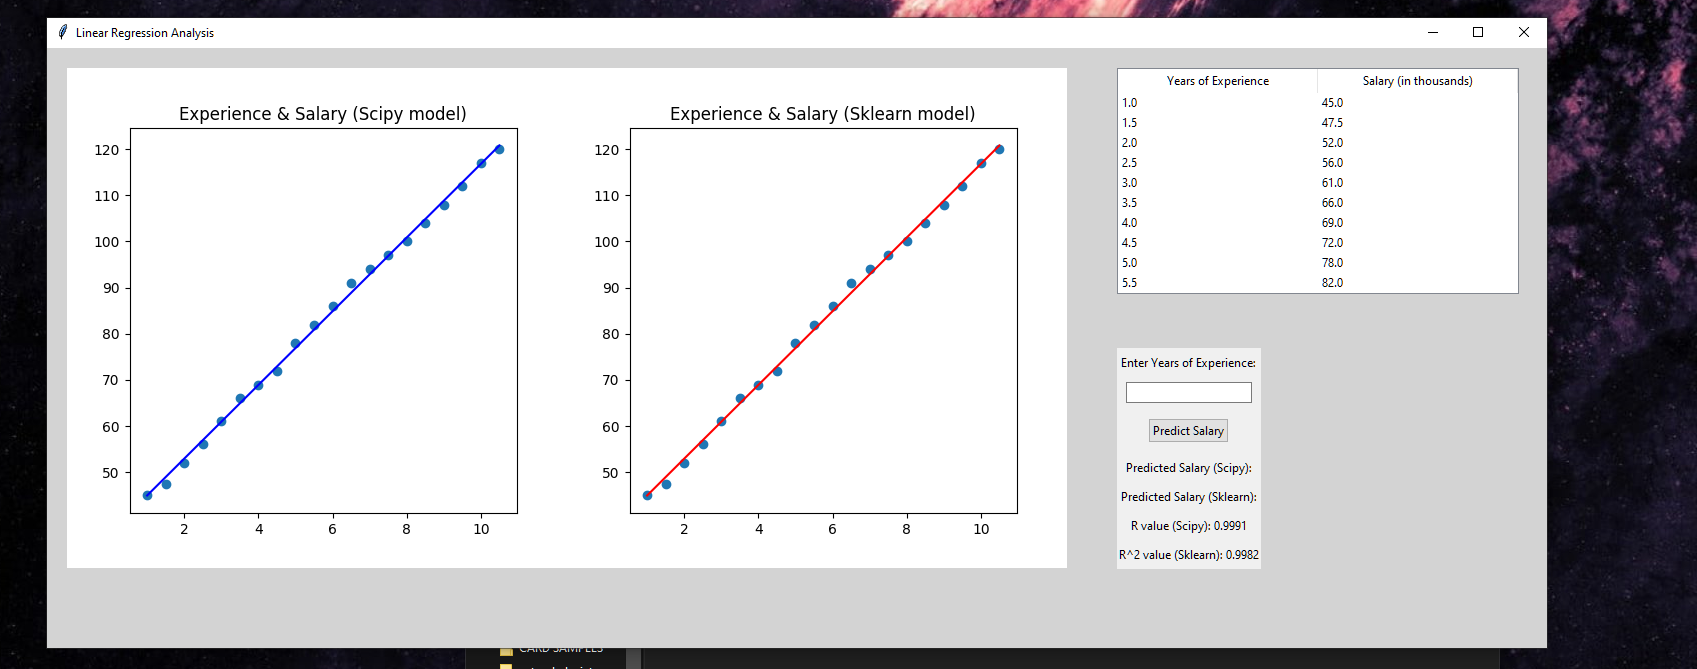 Linear Regression Analysis
Experience & Salary (Scipy model)
120
110
100
90
80
70
60
50
2 4 6 8 10
Experience & Salary (Sklearn model)
120
110
100
90
80
70
60
50
2 4 6 8 10
Years of Experience Salary (in thousands)
1.0 45.0
1.5 47.5
2.0 52.0
2.5 56.0
3.0 61.0
3.5 66.0
4.0 69.0
4.5 72.0
5.0 78.0
5.5 82.0
Enter Years of Experience:
Predict Salary
Predicted Salary (Scipy):
Predicted Salary (Sklearn):
R value (Scipy): 0.9991
R^2 value (Sklearn): 0.9982
CARD SAMPLES